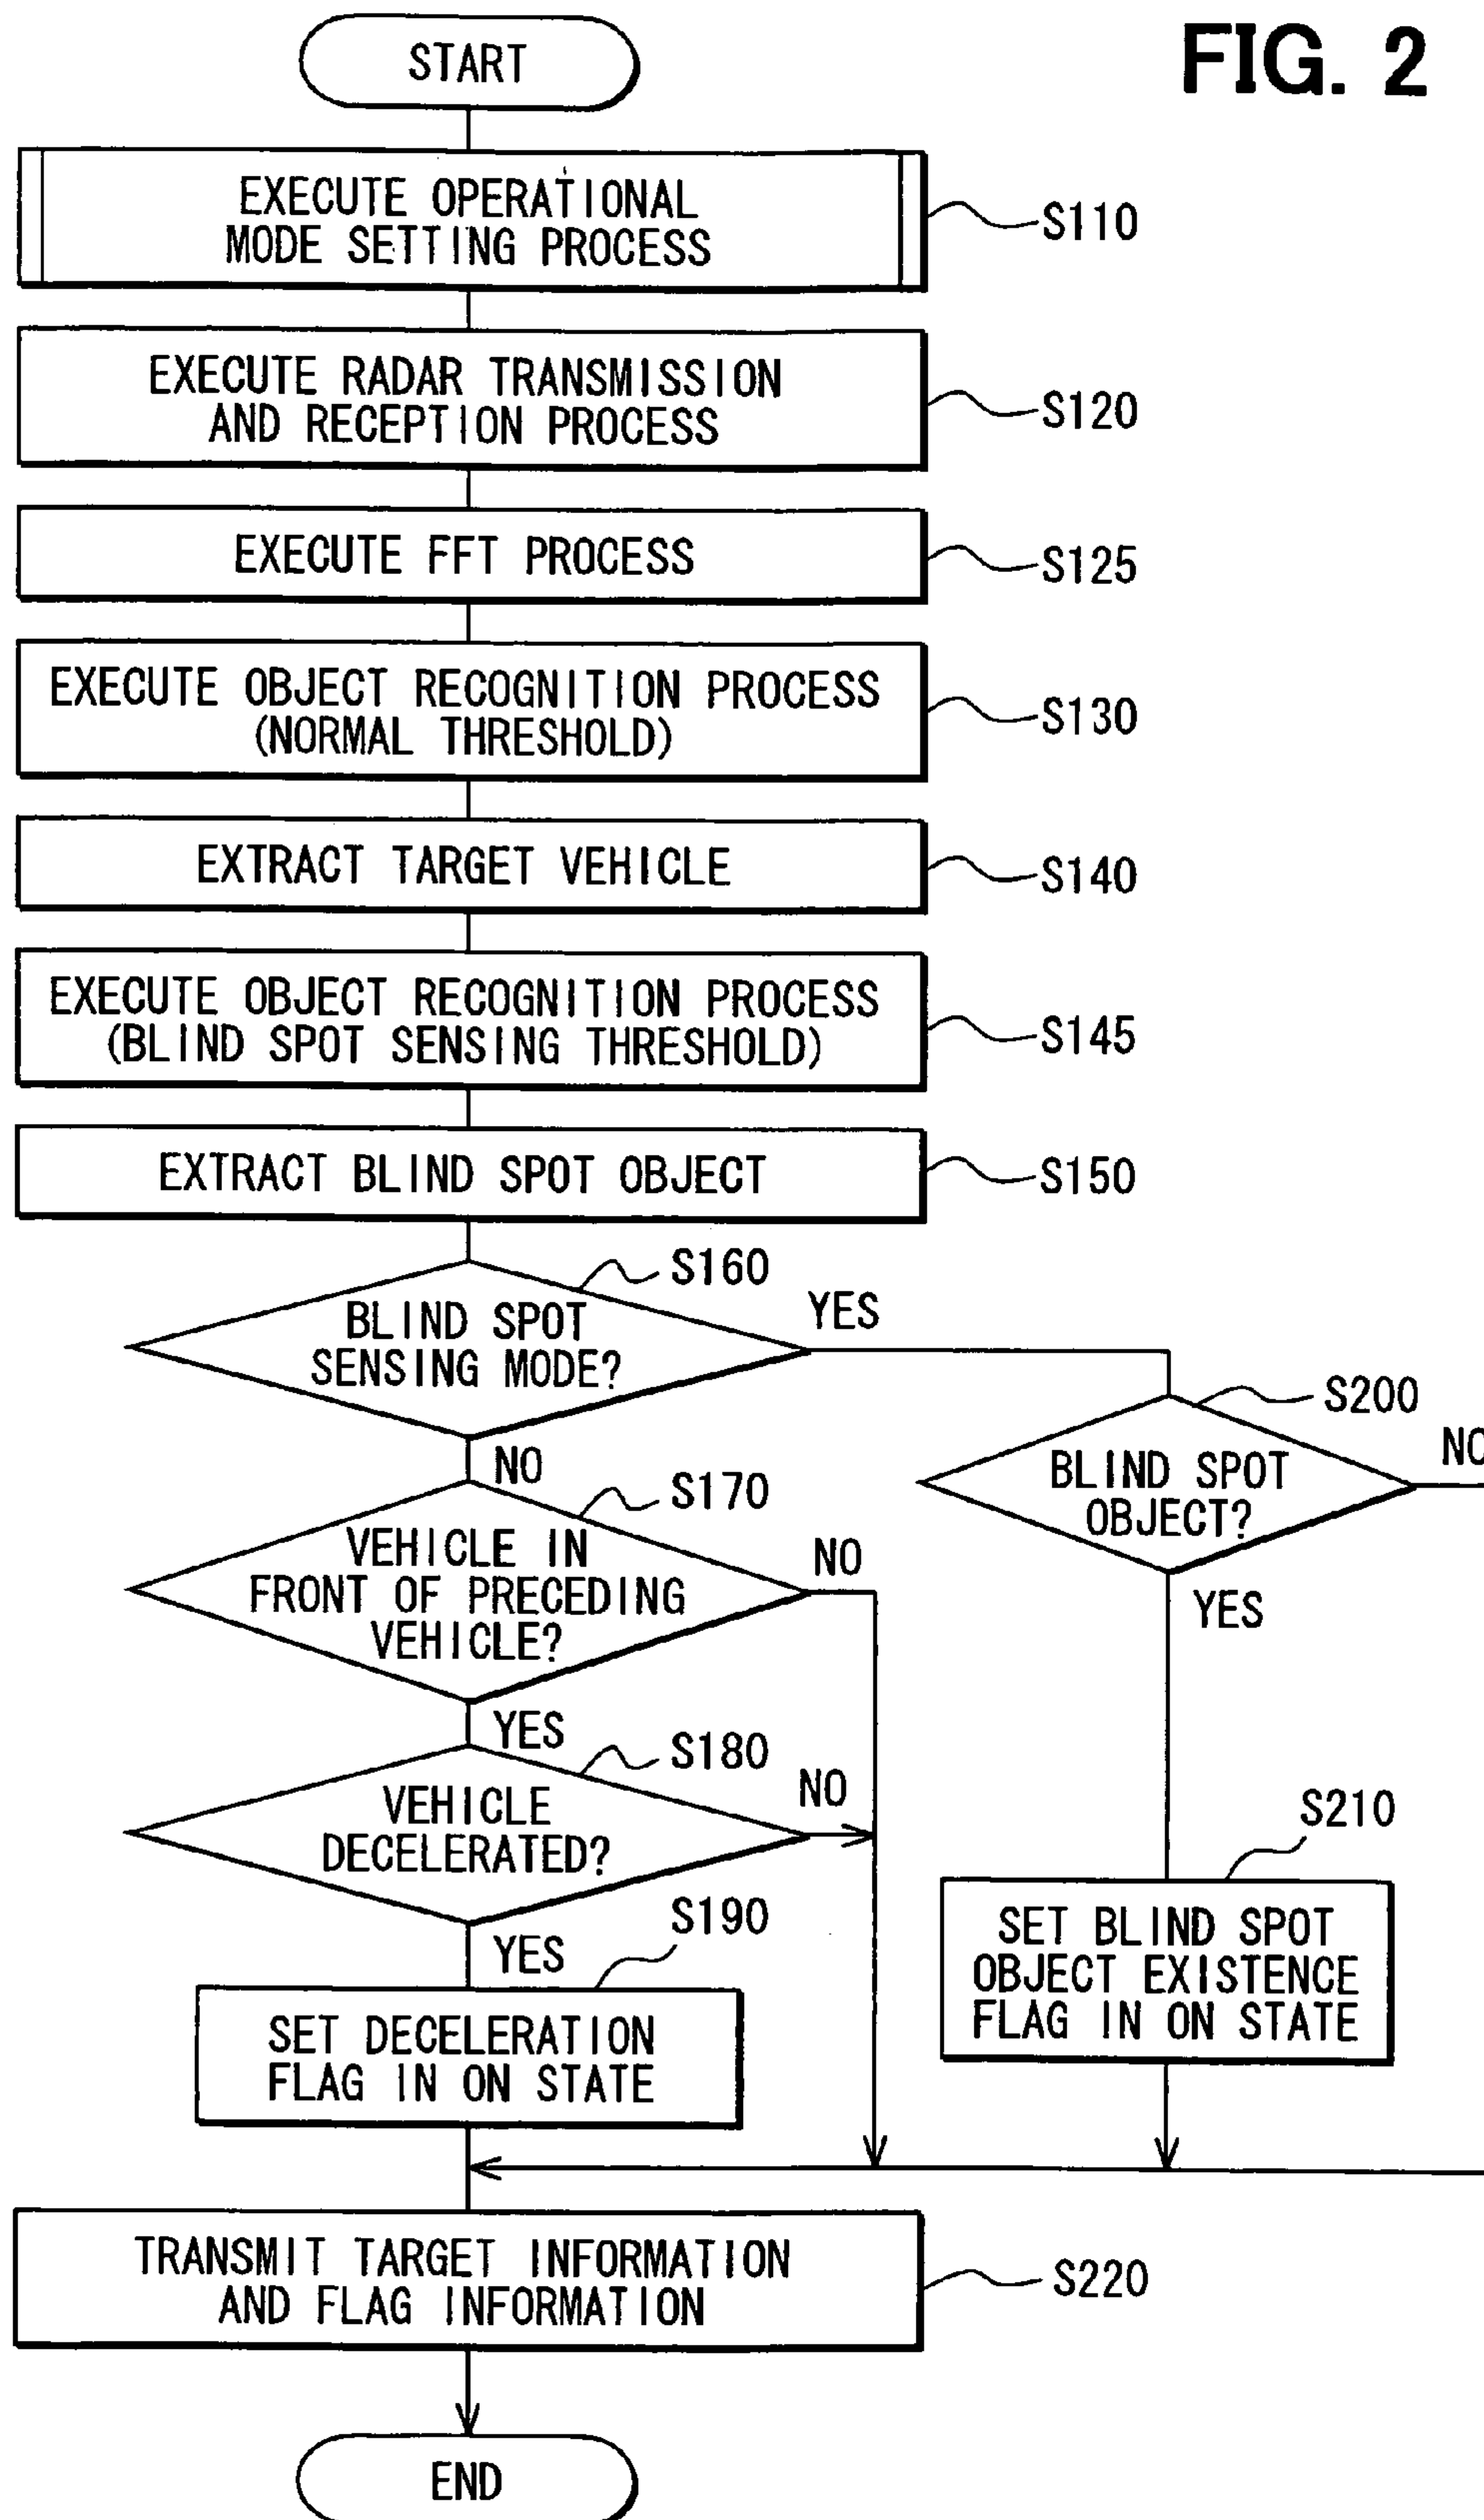 FIG. 2
START
EXECUTE OPERATIONAL
MODE SETTING PROCESS
S110
EXECUTE RADAR TRANSMISSION
AND RECEPTION PROCESS
S120
EXECUTE FFT PROCESS
S125
EXECUTE OBJECT RECOGNITION PROCESS
(NORMAL THRESHOLD)
S130
EXTRACT TARGET VEHICLE
S140
EXECUTE OBJECT RECOGNITION PROCESS
(BLIND SPOT SENSING THRESHOLD)
S145
EXTRACT BLIND SPOT OBJECT
S150
S160
BLIND SPOT
SENSING MODE?
YES
NO
S200
BLIND SPOT
OBJECT?
NO
YES
S170
VEHICLE IN
FRONT OF PRECEDING
VEHICLE?
NO
YES
S180
VEHICLE
DECELERATED?
NO
YES
S190
SET DECELERATION
FLAG IN ON STATE
S210
SET BLIND SPOT
OBJECT EXISTENCE
FLAG IN ON STATE
TRANSMIT TARGET INFORMATION
AND FLAG INFORMATION
S220
END